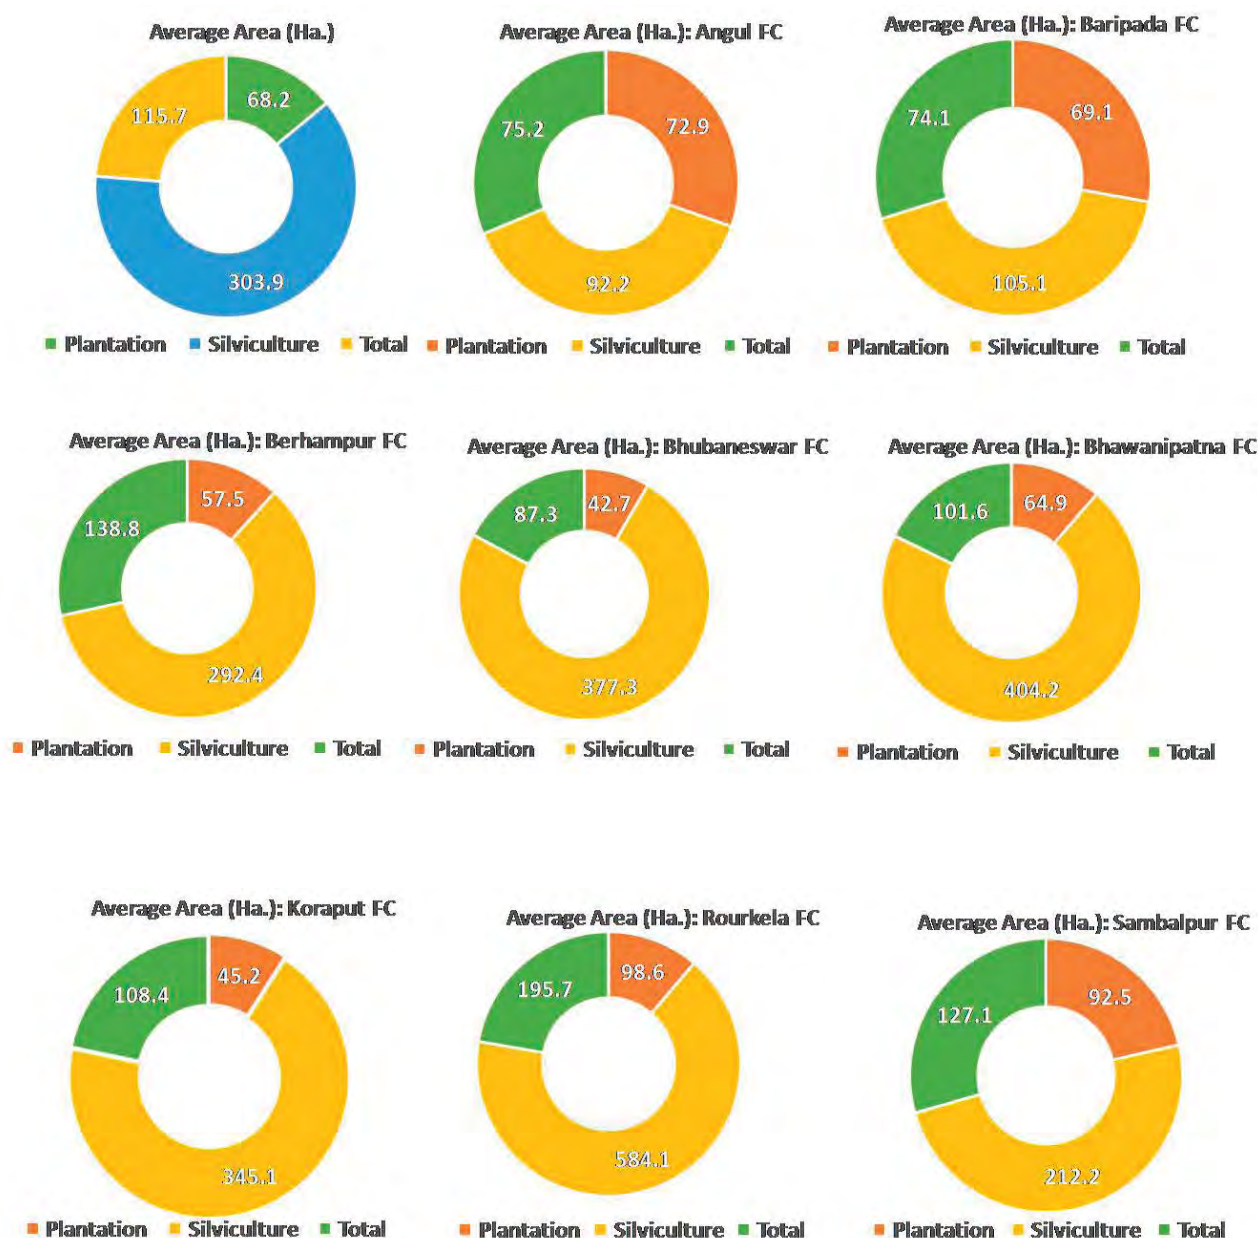 Average Area (Ha.)
68.2
115.7
303.9
Plantation Silviculture Total
Average Area (Ha.): Angul FC
75.2
72.9
92.2
Plantation Silviculture Total
Average Area (Ha.): Baripada FC
74.1
69.1
105.1
Plantation Silviculture Total
Average Area (Ha.): Berhampur FC
57.5
138.8
292.4
Plantation Silviculture Total
Average Area (Ha.): Bhubaneswar FC
87.3
42.7
377.3
Plantation Silviculture Total
Average Area (Ha.): Bhawanipatna FC
101.6
64.9
404.2
Plantation Silviculture Total
Average Area (Ha.): Koraput FC
108.4
45.2
345.1
Plantation Silviculture Total
Average Area (Ha.): Rourkela FC
195.7
98.6
584.1
Plantation Silviculture Total
Average Area (Ha.): Sambalpur FC
127.1
92.5
212.2
Plantation Silviculture Total